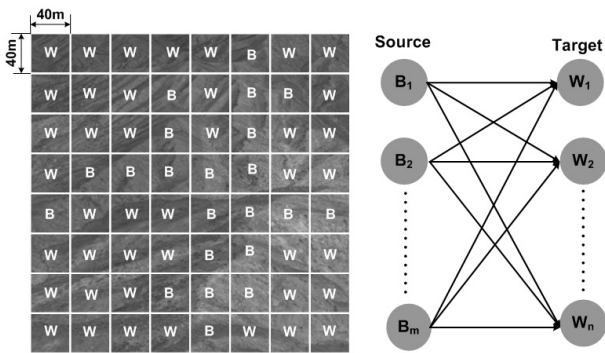 40m
40m
W W W W W B W W
W W W B W B B W
W W W B W B W W
W B B B B B W W
B W W W B B B B
W W W W B B W W
W W W B B B W W
W W W W B W W W
Source Target
B1 W1
B2 W2
Bm Wn